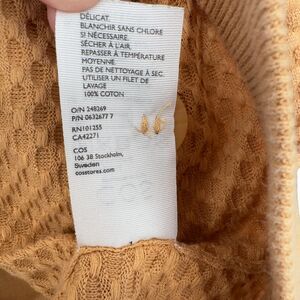 DÉLICAT.
BLANCHIR SANS CHLORE
SI NÉCESSAIRE.
SÉCHER À L'AIR.
REPASSER À TEMPÉRATURE
MOYENNE.
PAS DE NETTOYAGE À SEC.
UTILISER UN FILET DE
LAVAGE
100% COTON
O/N 248269
P/N 0632677 7
RN101255
CA42271
COS
106 38 Stockholm,
Sweden
cosstores.com